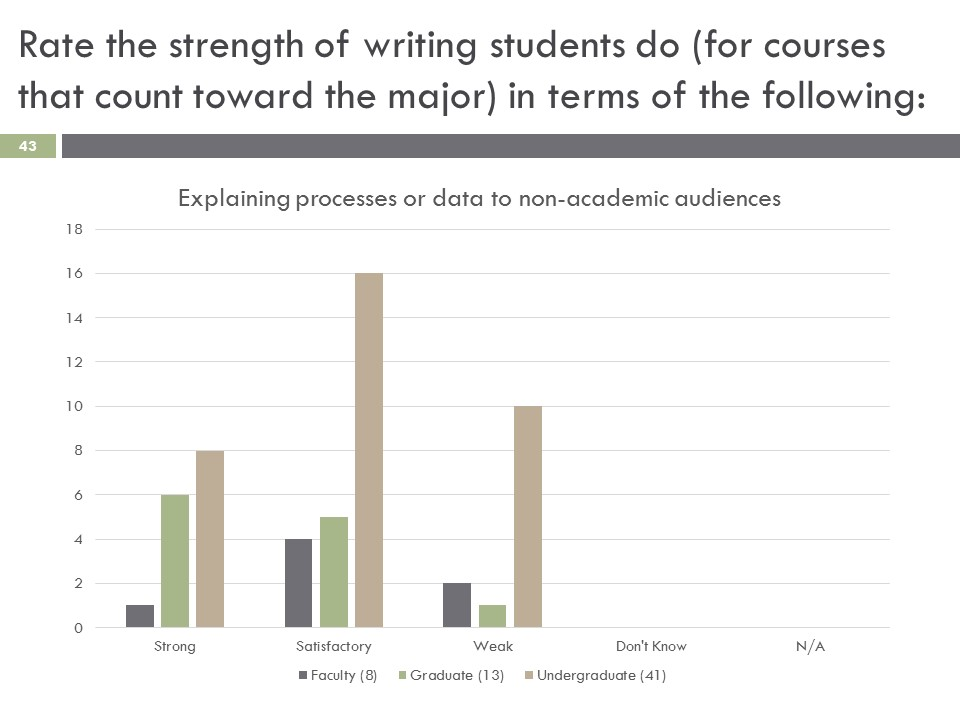 Rate the strength of writing students do (for courses
that count toward the major) in terms of the following:
43
Explaining processes or data to non-academic audiences
18
16
14
12
10
8
6
4
2
0
Strong Satisfactory Weak Don't Know N/A
Faculty (8) Graduate (13) Undergraduate (41)